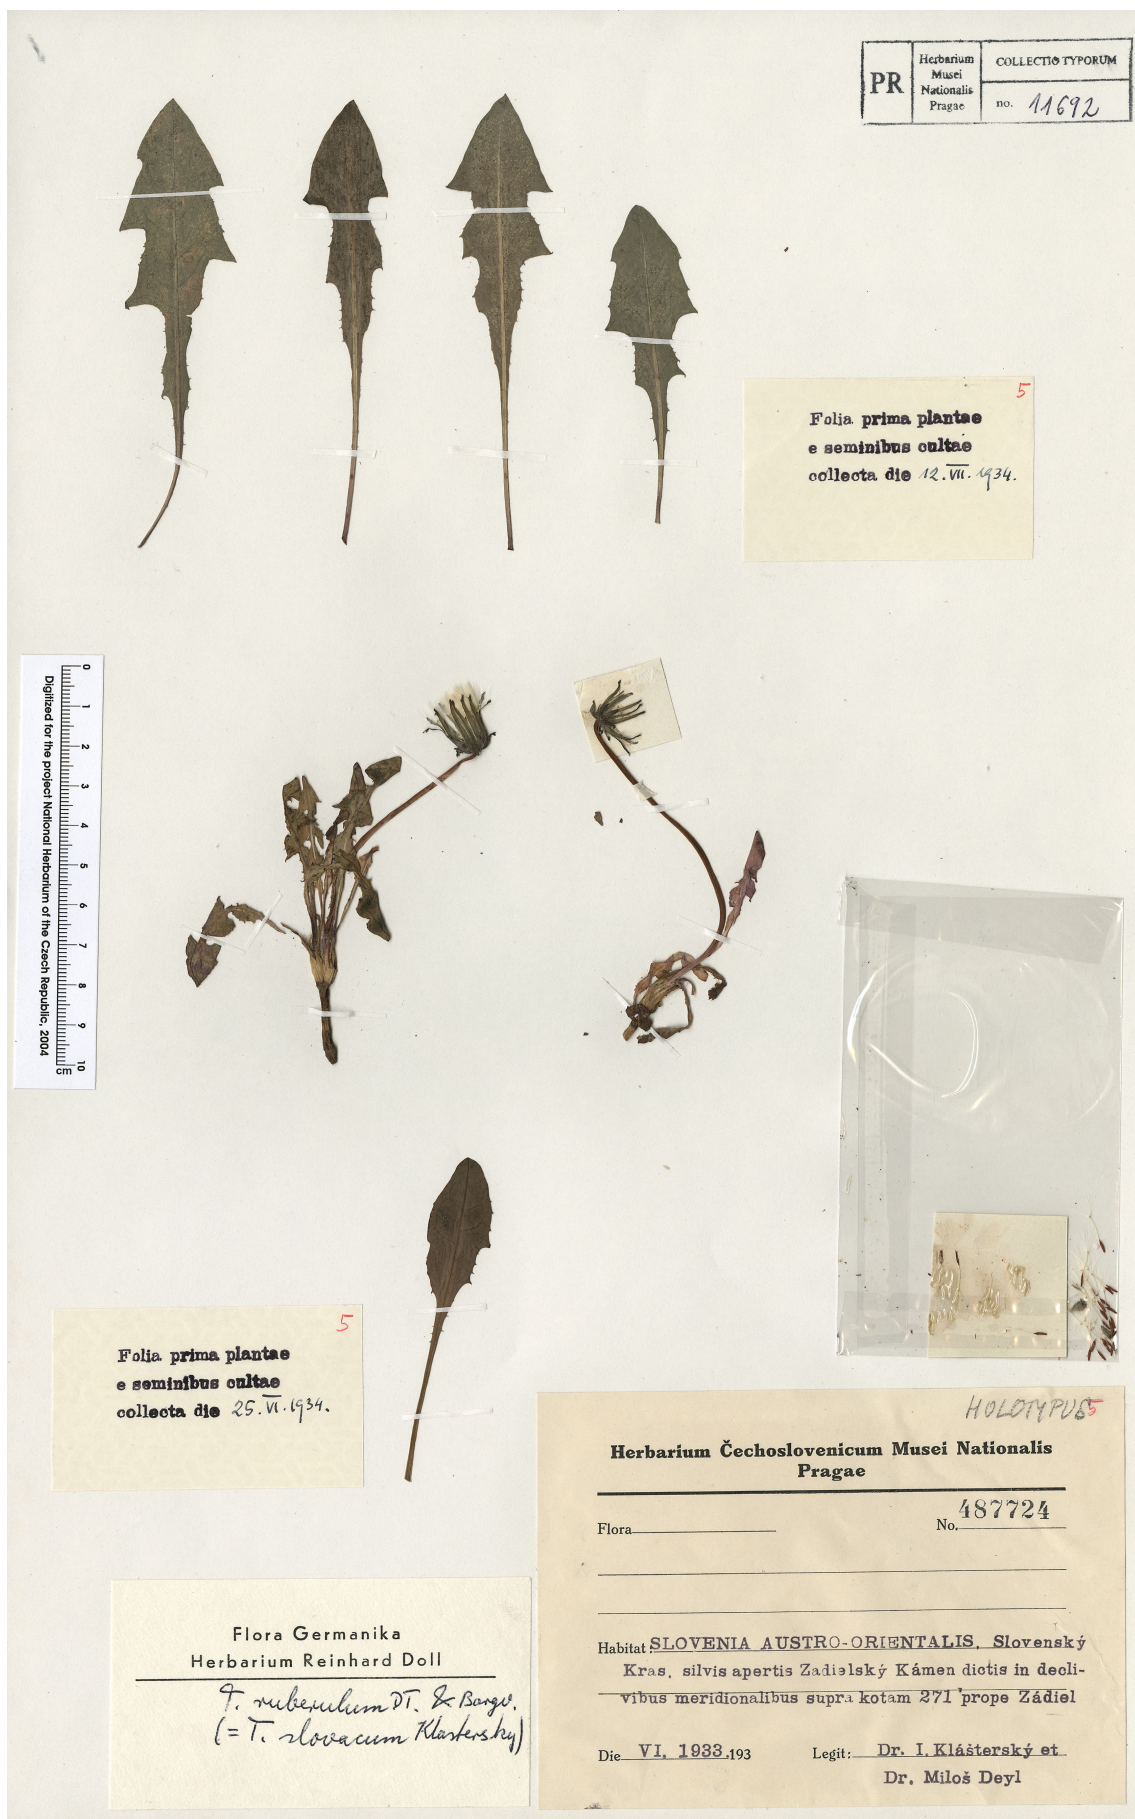 PR
Herbarium
Musei
Nationalis
Pragae
COLLECTIO TYPORUM
no. 11692
5
Folia prima plantae
e seminibus cultae
collecta die 12.VII.1934.
0 1 2 3 4 5 6 7 8 9 10
cm
Digitized for the project National Herbarium of the Czech Republic, 2004
5
Folia prima plantae
e seminibus cultae
collecta die 25.VI.1934.
HOLOTYPUS 5
Herbarium Čechoslovenicum Musei Nationalis
Pragae
Flora
No. 487724
Habitat SLOVENIA AUSTRO-ORIENTALIS, Slovenský
Kras, silvis apertis Zadielský Kámen dictis in decli-
vibus meridionalibus supra kotam 271 prope Zádiel
Die VI. 1933.193 Legit: Dr. I. Klášterský et
Dr. Miloš Deyl
Flora Germanika
Herbarium Reinhard Doll
T. ruberulum DT. & Borgv.
(= T. slovacum Klastersky)